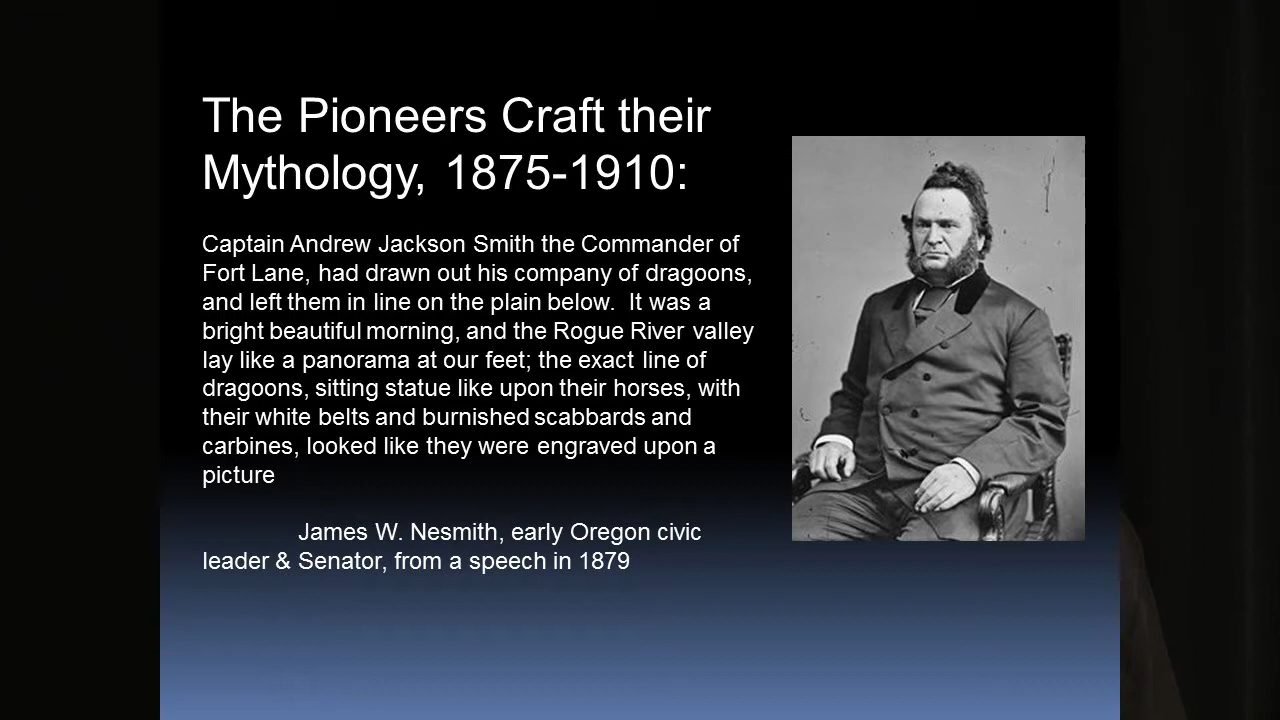 The Pioneers Craft their
Mythology, 1875-1910:
Captain Andrew Jackson Smith the Commander of
Fort Lane, had drawn out his company of dragoons,
and left them in line on the plain below.  It was a
bright beautiful morning, and the Rogue River valley
lay like a panorama at our feet; the exact line of
dragoons, sitting statue like upon their horses, with
their white belts and burnished scabbards and
carbines, looked like they were engraved upon a
picture
James W. Nesmith, early Oregon civic
leader & Senator, from a speech in 1879